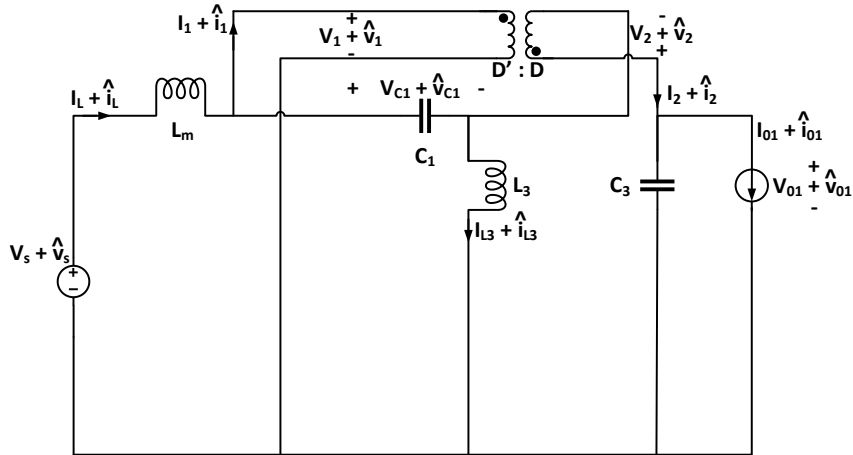 I₁ + î₁
+
V₁ + v̂₁
-
D' : D
-
V₂ + v̂₂
+
I_L + î_L
L_m
+ V_C1 + v̂_C1 -
C₁
I₂ + î₂
I₀₁ + î₀₁
L₃
C₃
+
V₀₁ + v̂₀₁
-
I_L3 + î_L3
V_s + v̂_s
+
-